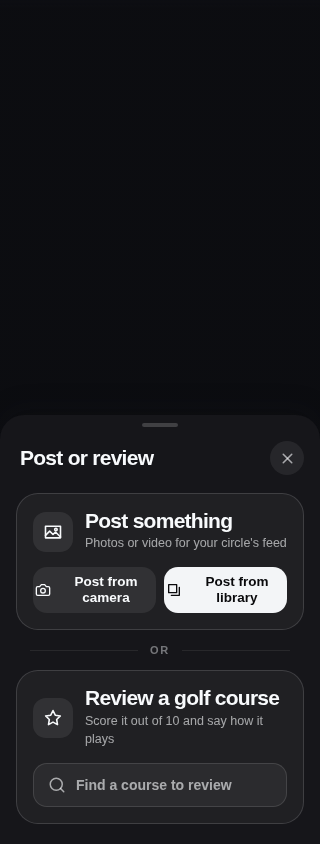 Post or review
Post something
Photos or video for your circle's feed
Post from
camera
Post from
library
OR
Review a golf course
Score it out of 10 and say how it
plays
Find a course to review